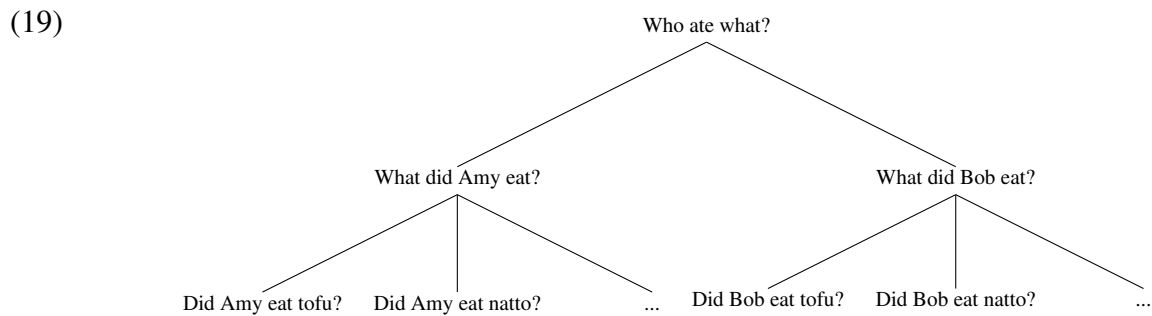 (19)
Who ate what?
What did Amy eat? What did Bob eat?
Did Amy eat tofu? Did Amy eat natto? ... Did Bob eat tofu? Did Bob eat natto? ...